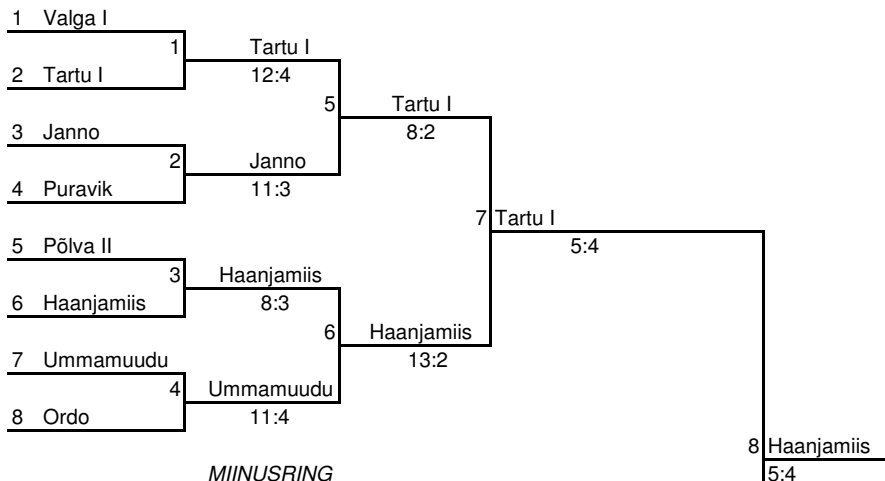 1 Valga I
1 Tartu I
2 Tartu I 12:4
5 Tartu I
3 Janno 8:2
2 Janno
4 Puravik 11:3
7 Tartu I
5 Põlva II 5:4
3 Haanjamiis
6 Haanjamiis 8:3
6 Haanjamiis
7 Ummamuudu 13:2
4 Ummamuudu
8 Ordo 11:4
8 Haanjamiis
MIINUSRING 5:4